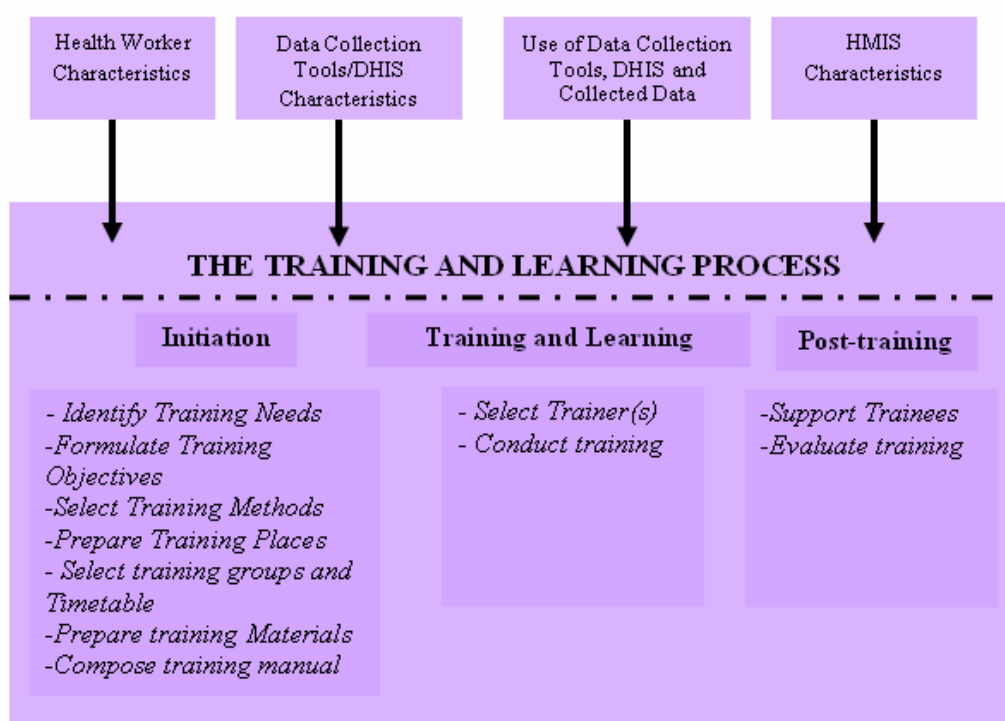 Health Worker
Characteristics
Data Collection
Tools/DHIS
Characteristics
Use of Data Collection
Tools, DHIS and
Collected Data
HMIS
Characteristics
THE TRAINING AND LEARNING PROCESS
Initiation
- Identify Training Needs
-Formulate Training
Objectives
-Select Training Methods
-Prepare Training Places
- Select training groups and
Timetable
-Prepare training Materials
-Compose training manual
Training and Learning
- Select Trainer(s)
- Conduct training
Post-training
-Support Trainees
-Evaluate training